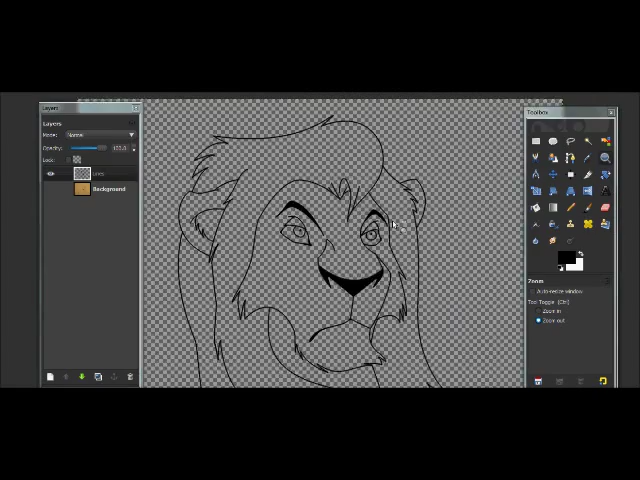 Layers
Layers
Mode: Normal
Opacity: 100.0
Lock:
Lines
Background
Toolbox
Zoom
Auto-resize window
Tool Toggle (Ctrl)
Zoom in
Zoom out